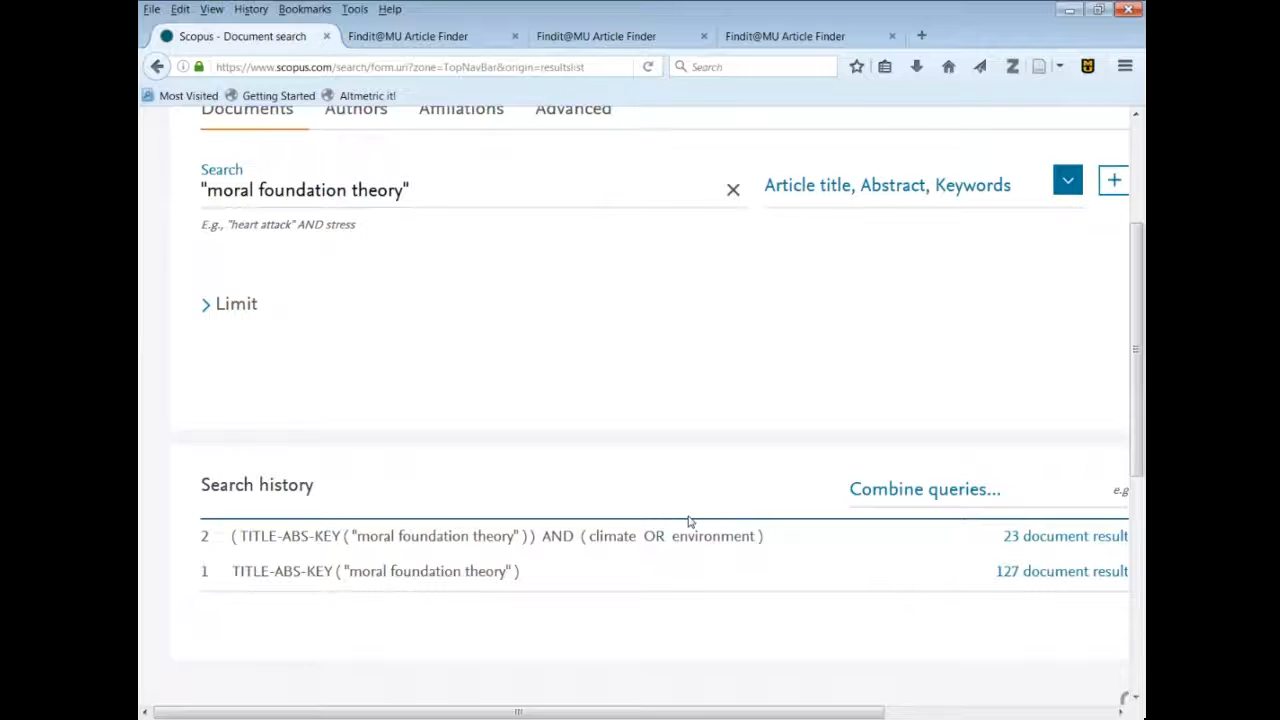 File Edit View History Bookmarks Tools Help
Scopus - Document search × Findit@MU Article Finder × Findit@MU Article Finder × Findit@MU Article Finder × +
https://www.scopus.com/search/form.uri?zone=TopNavBar&origin=resultslist Search
Most Visited Getting Started Altmetric it!
Documents Authors Affiliations Advanced
Search
"moral foundation theory" Article title, Abstract, Keywords
E.g., "heart attack" AND stress
Limit
Search history Combine queries... e.g
2 ( TITLE-ABS-KEY ( "moral foundation theory" ) ) AND ( climate OR environment ) 23 document result
1 TITLE-ABS-KEY ( "moral foundation theory" ) 127 document result